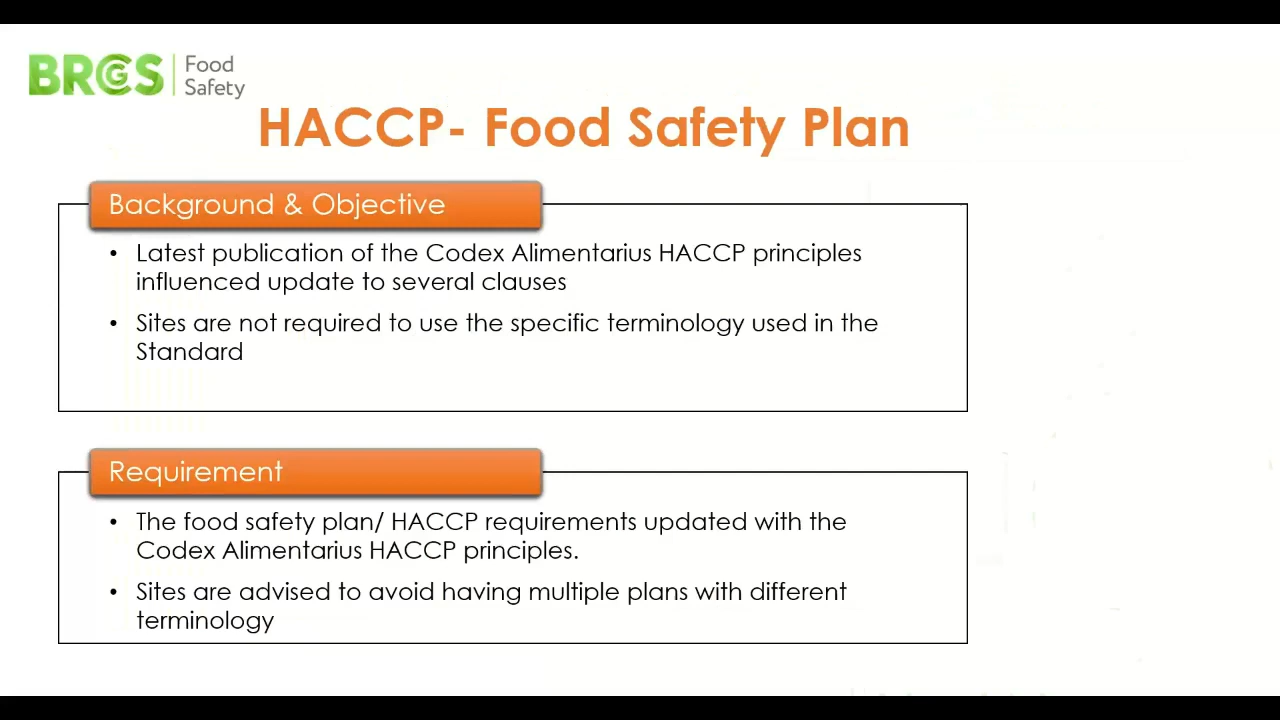 BRCGS
Food
Safety
HACCP- Food Safety Plan
Background & Objective
• Latest publication of the Codex Alimentarius HACCP principles
influenced update to several clauses
• Sites are not required to use the specific terminology used in the
Standard
Requirement
• The food safety plan/ HACCP requirements updated with the
Codex Alimentarius HACCP principles.
• Sites are advised to avoid having multiple plans with different
terminology